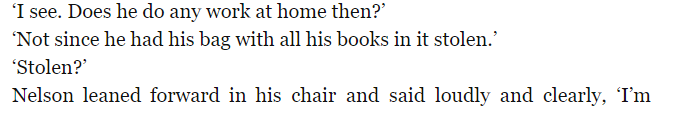 ‘I see. Does he do any work at home then?’
‘Not since he had his bag with all his books in it stolen.’
‘Stolen?’
Nelson leaned forward in his chair and said loudly and clearly, ‘I’m